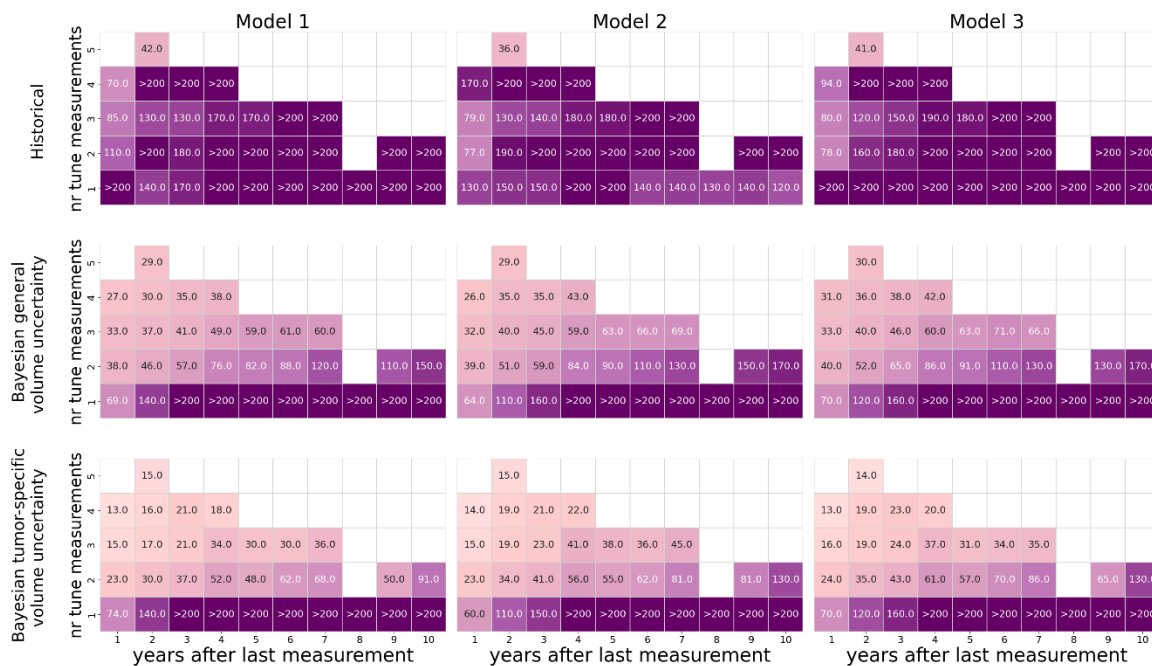 Model 1 Model 2 Model 3
Historical
nr tune measurements
5 42.0 36.0 41.0
4 70.0 >200 >200 >200 170.0 >200 >200 >200 94.0 >200 >200 >200
3 85.0 130.0 130.0 170.0 170.0 >200 >200 79.0 130.0 140.0 180.0 180.0 >200 >200 80.0 120.0 150.0 190.0 180.0 >200 >200
2 110.0 >200 180.0 >200 >200 >200 >200 >200 >200 77.0 190.0 >200 >200 >200 >200 >200 >200 >200 78.0 160.0 180.0 >200 >200 >200 >200 >200 >200
1 >200 140.0 170.0 >200 >200 >200 >200 >200 >200 >200 130.0 150.0 150.0 >200 >200 140.0 140.0 130.0 140.0 120.0 >200 >200 >200 >200 >200 >200 >200 >200 >200 >200
Bayesian general
volume uncertainty
nr tune measurements
5 29.0 29.0 30.0
4 27.0 30.0 35.0 38.0 26.0 35.0 35.0 43.0 31.0 36.0 38.0 42.0
3 33.0 37.0 41.0 49.0 59.0 61.0 60.0 32.0 40.0 45.0 59.0 63.0 66.0 69.0 33.0 40.0 46.0 60.0 63.0 71.0 66.0
2 38.0 46.0 57.0 76.0 82.0 88.0 120.0 110.0 150.0 39.0 51.0 59.0 84.0 90.0 110.0 130.0 150.0 170.0 40.0 52.0 65.0 86.0 91.0 110.0 130.0 130.0 170.0
1 69.0 140.0 >200 >200 >200 >200 >200 >200 >200 >200 64.0 110.0 160.0 >200 >200 >200 >200 >200 >200 >200 70.0 120.0 160.0 >200 >200 >200 >200 >200 >200 >200
Bayesian tumor-specific
volume uncertainty
nr tune measurements
5 15.0 15.0 14.0
4 13.0 16.0 21.0 18.0 14.0 19.0 21.0 22.0 13.0 19.0 23.0 20.0
3 15.0 17.0 21.0 34.0 30.0 30.0 36.0 15.0 19.0 23.0 41.0 38.0 36.0 45.0 16.0 19.0 24.0 37.0 31.0 34.0 35.0
2 23.0 30.0 37.0 52.0 48.0 62.0 68.0 50.0 91.0 23.0 34.0 41.0 56.0 55.0 62.0 81.0 81.0 130.0 24.0 35.0 43.0 61.0 57.0 70.0 86.0 65.0 130.0
1 74.0 140.0 >200 >200 >200 >200 >200 >200 >200 >200 60.0 110.0 150.0 >200 >200 >200 >200 >200 >200 >200 70.0 120.0 160.0 >200 >200 >200 >200 >200 >200 >200
1 2 3 4 5 6 7 8 9 10 1 2 3 4 5 6 7 8 9 10 1 2 3 4 5 6 7 8 9 10
years after last measurement years after last measurement years after last measurement